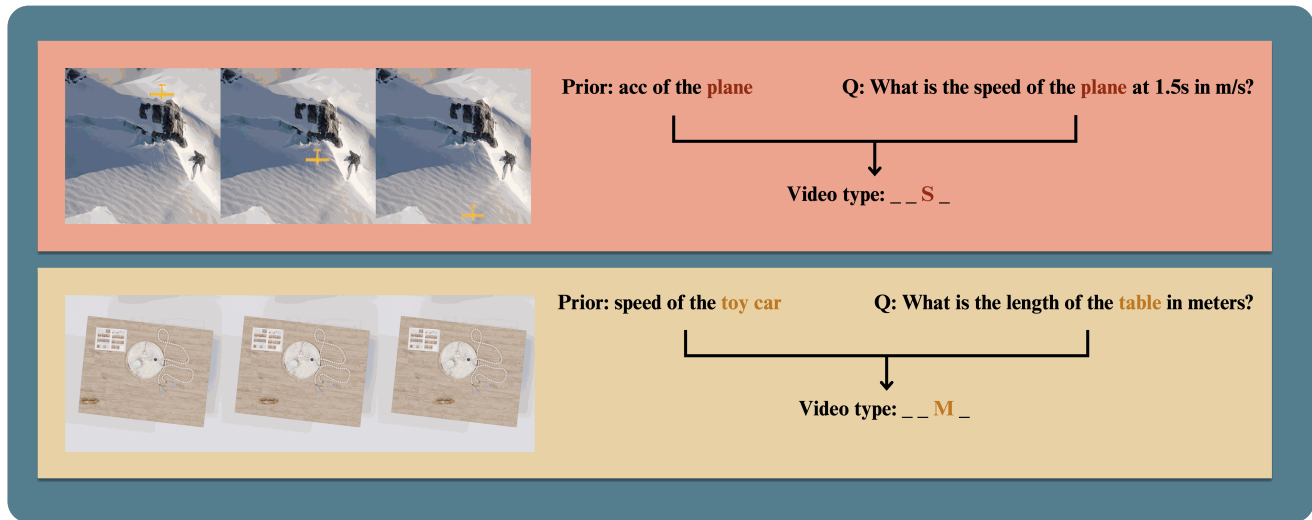 Prior: acc of the plane
Q: What is the speed of the plane at 1.5s in m/s?
Video type: _ _ S _
Prior: speed of the toy car
Q: What is the length of the table in meters?
Video type: _ _ M _